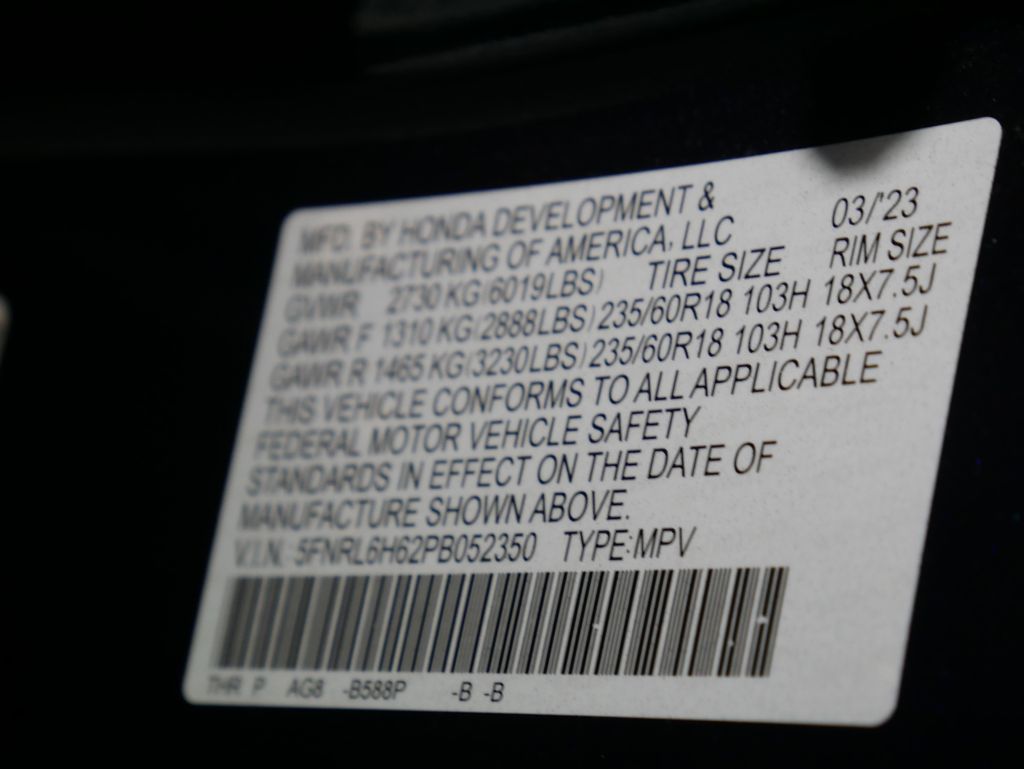 MFD. BY HONDA DEVELOPMENT & 03/'23
MANUFACTURING OF AMERICA, LLC
GVWR 2730 KG(6019LBS) TIRE SIZE RIM SIZE
GAWR F 1310 KG(2888LBS) 235/60R18 103H 18X7.5J
GAWR R 1465 KG(3230LBS) 235/60R18 103H 18X7.5J
THIS VEHICLE CONFORMS TO ALL APPLICABLE
FEDERAL MOTOR VEHICLE SAFETY
STANDARDS IN EFFECT ON THE DATE OF
MANUFACTURE SHOWN ABOVE.
V.I.N: 5FNRL6H62PB052350 TYPE:MPV
THR P AG8 -B588P -B -B